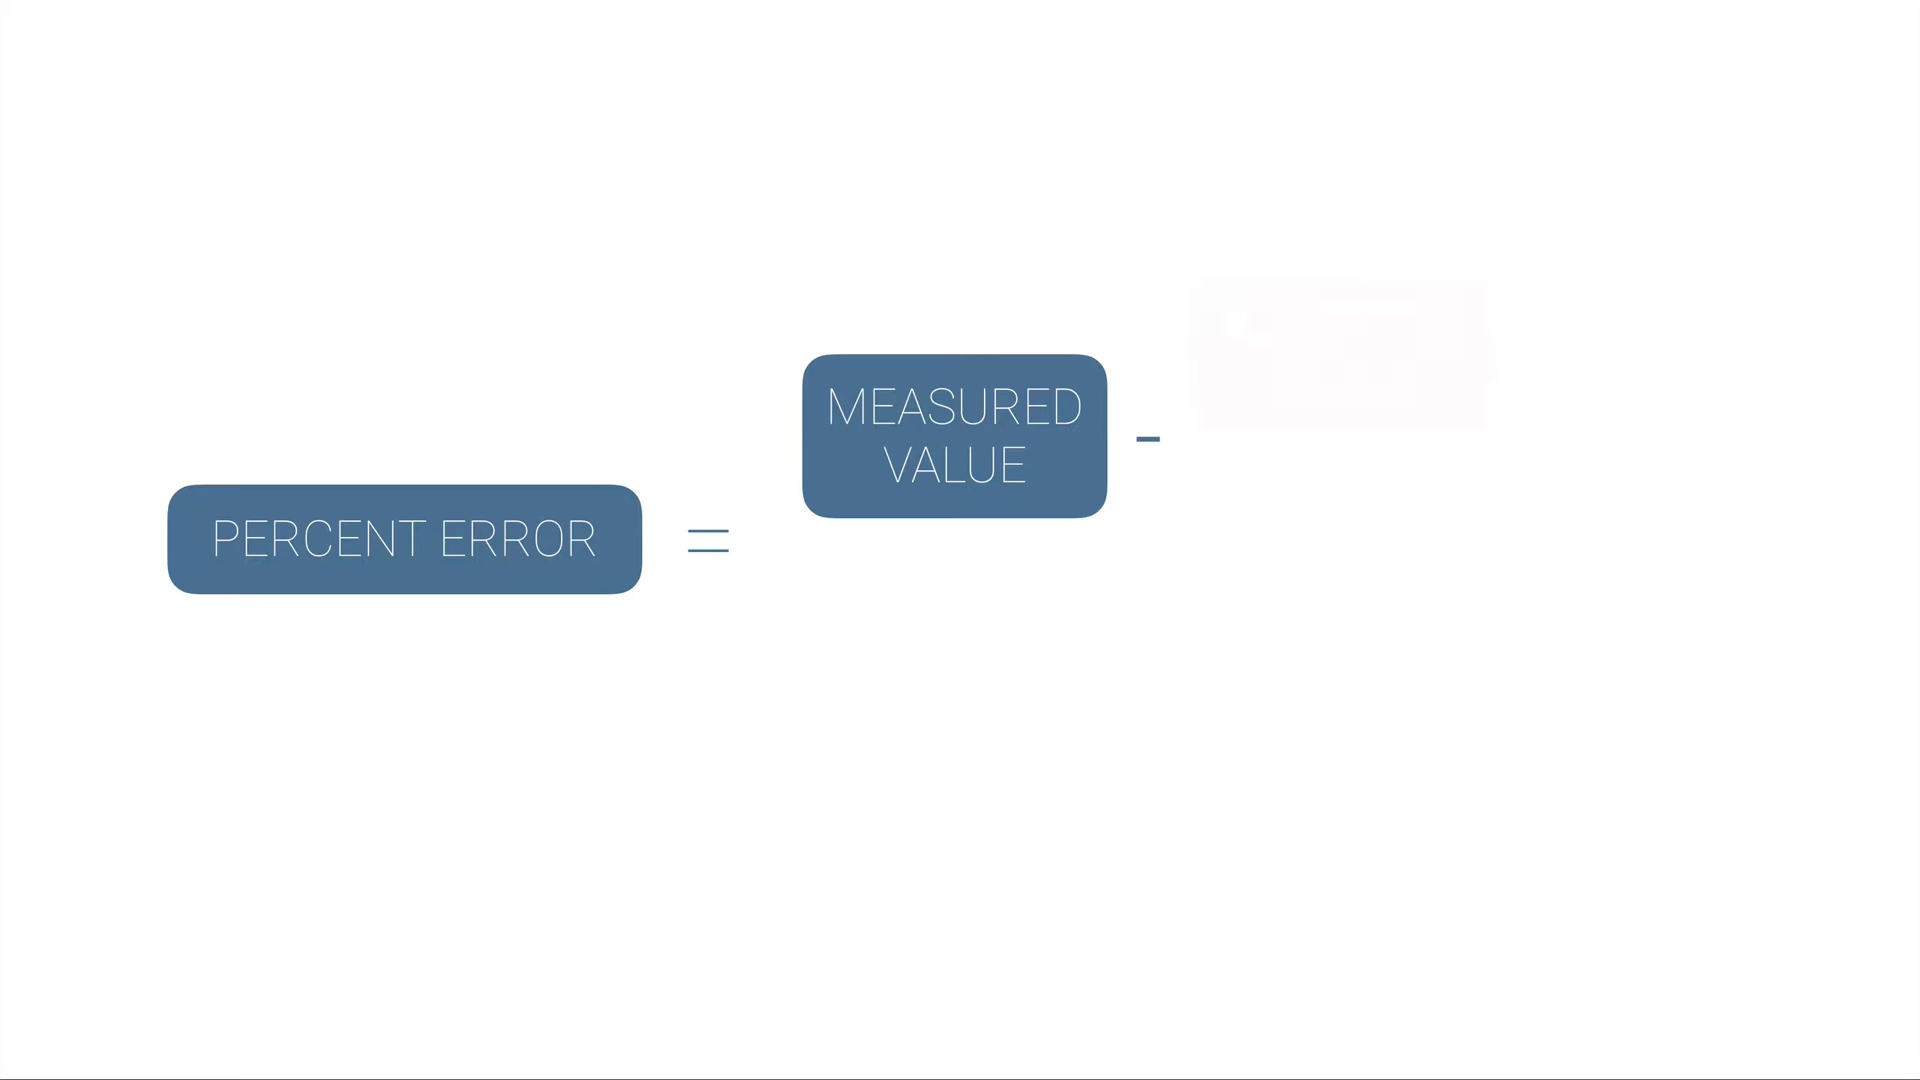 PERCENT ERROR
=
MEASURED
VALUE
-